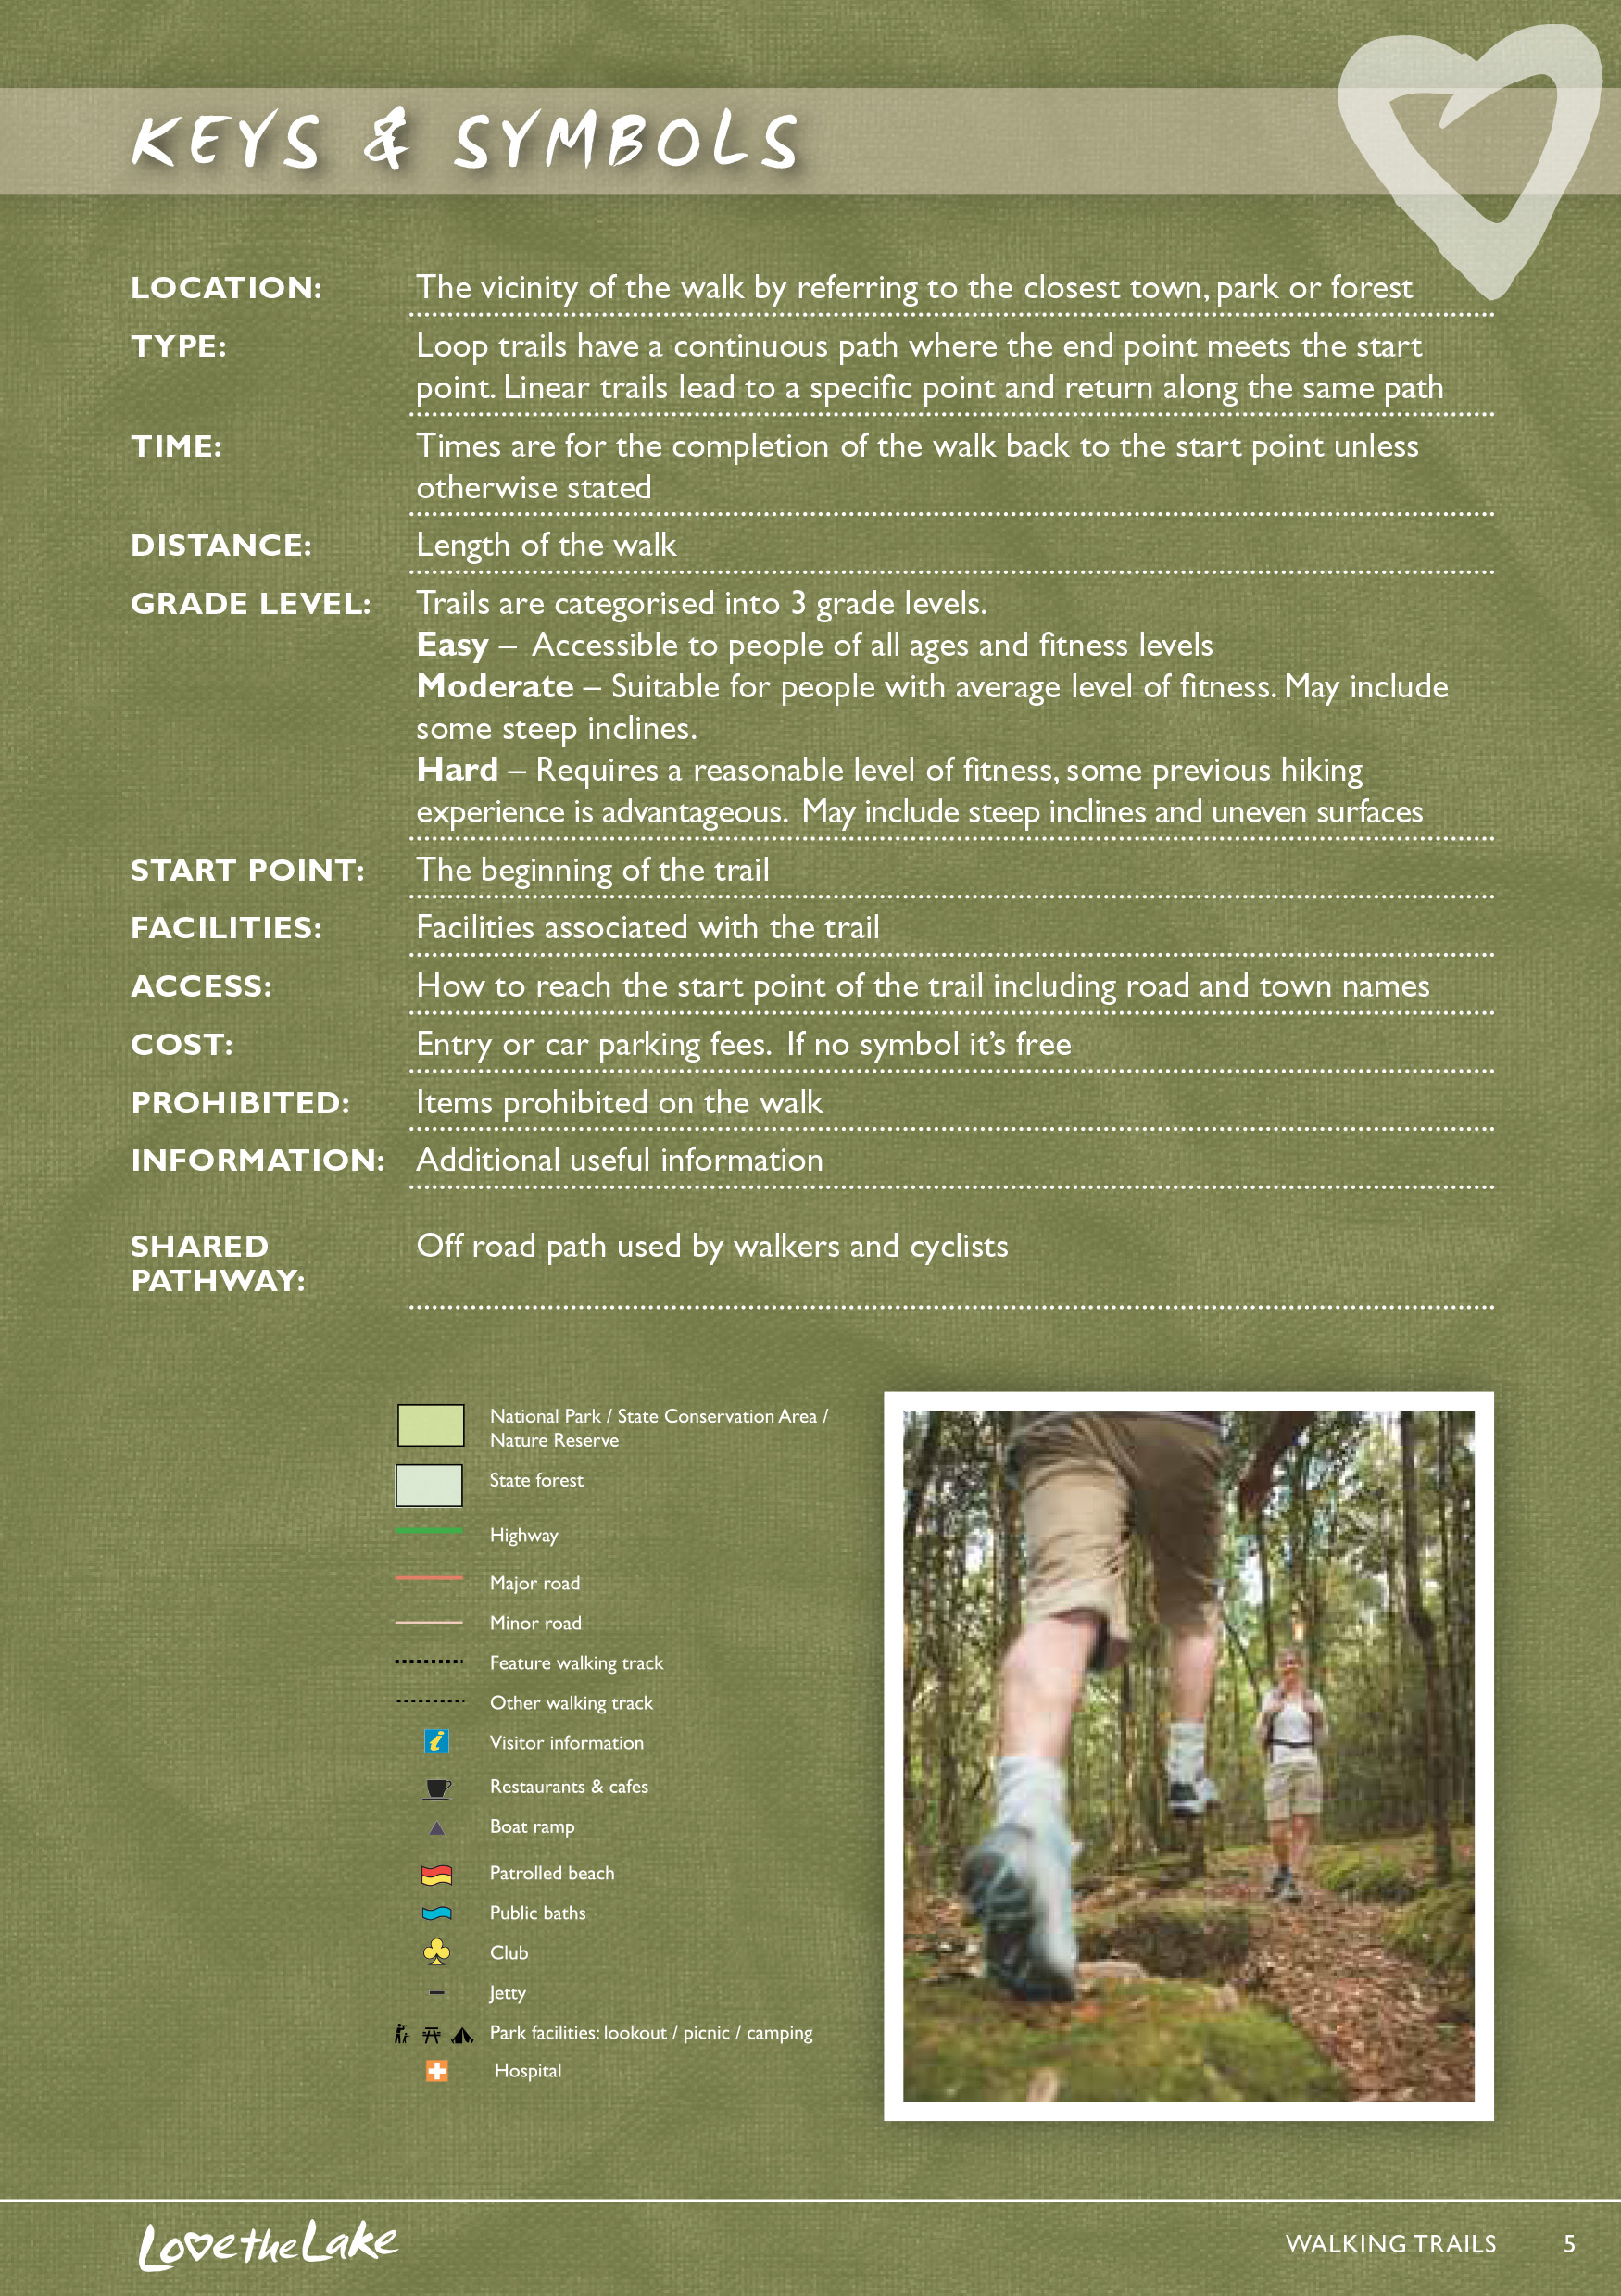 KEYS & SYMBOLS
LOCATION: The vicinity of the walk by referring to the closest town, park or forest
TYPE: Loop trails have a continuous path where the end point meets the start
point. Linear trails lead to a specific point and return along the same path
TIME: Times are for the completion of the walk back to the start point unless
otherwise stated
DISTANCE: Length of the walk
GRADE LEVEL: Trails are categorised into 3 grade levels.
Easy – Accessible to people of all ages and fitness levels
Moderate – Suitable for people with average level of fitness. May include
some steep inclines.
Hard – Requires a reasonable level of fitness, some previous hiking
experience is advantageous. May include steep inclines and uneven surfaces
START POINT: The beginning of the trail
FACILITIES: Facilities associated with the trail
ACCESS: How to reach the start point of the trail including road and town names
COST: Entry or car parking fees. If no symbol it’s free
PROHIBITED: Items prohibited on the walk
INFORMATION: Additional useful information
SHARED Off road path used by walkers and cyclists
PATHWAY:
National Park / State Conservation Area /
Nature Reserve
State forest
Highway
Major road
Minor road
Feature walking track
Other walking track
i Visitor information
Restaurants & cafes
Boat ramp
Patrolled beach
Public baths
Club
Jetty
Park facilities: lookout / picnic / camping
Hospital
Love the Lake
WALKING TRAILS 5